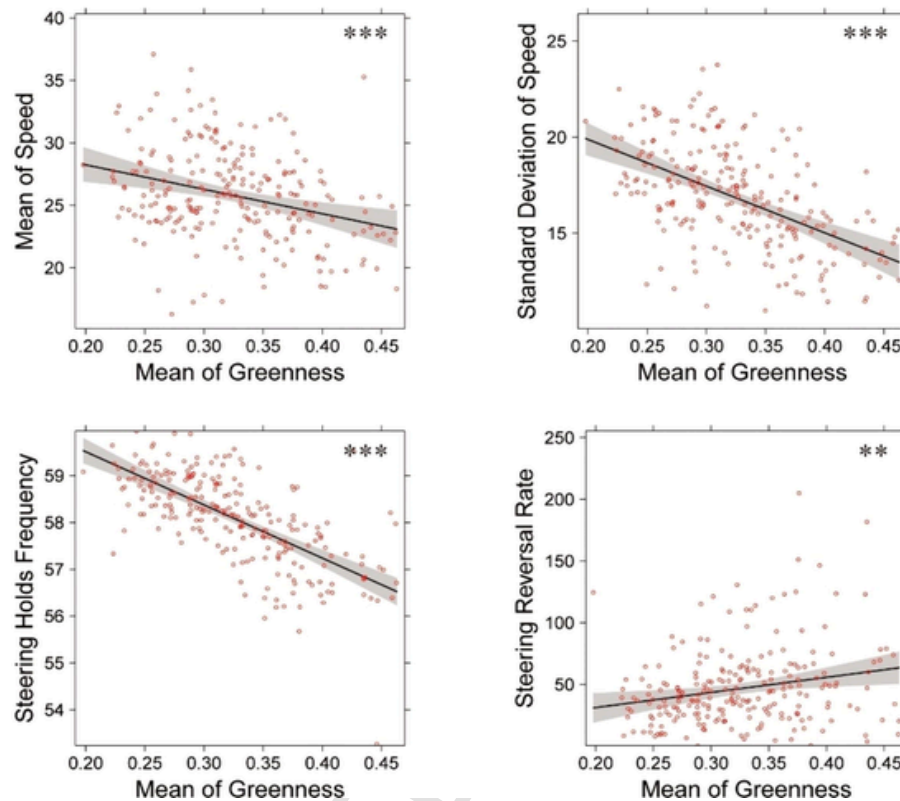 40
35
30
25
20
Mean of Speed
***
0.20 0.25 0.30 0.35 0.40 0.45
Mean of Greenness
25
20
15
Standard Deviation of Speed
***
0.20 0.25 0.30 0.35 0.40 0.45
Mean of Greenness
59
58
57
56
55
54
Steering Holds Frequency
***
0.20 0.25 0.30 0.35 0.40 0.45
Mean of Greenness
250
200
150
100
50
Steering Reversal Rate
**
0.20 0.25 0.30 0.35 0.40 0.45
Mean of Greenness